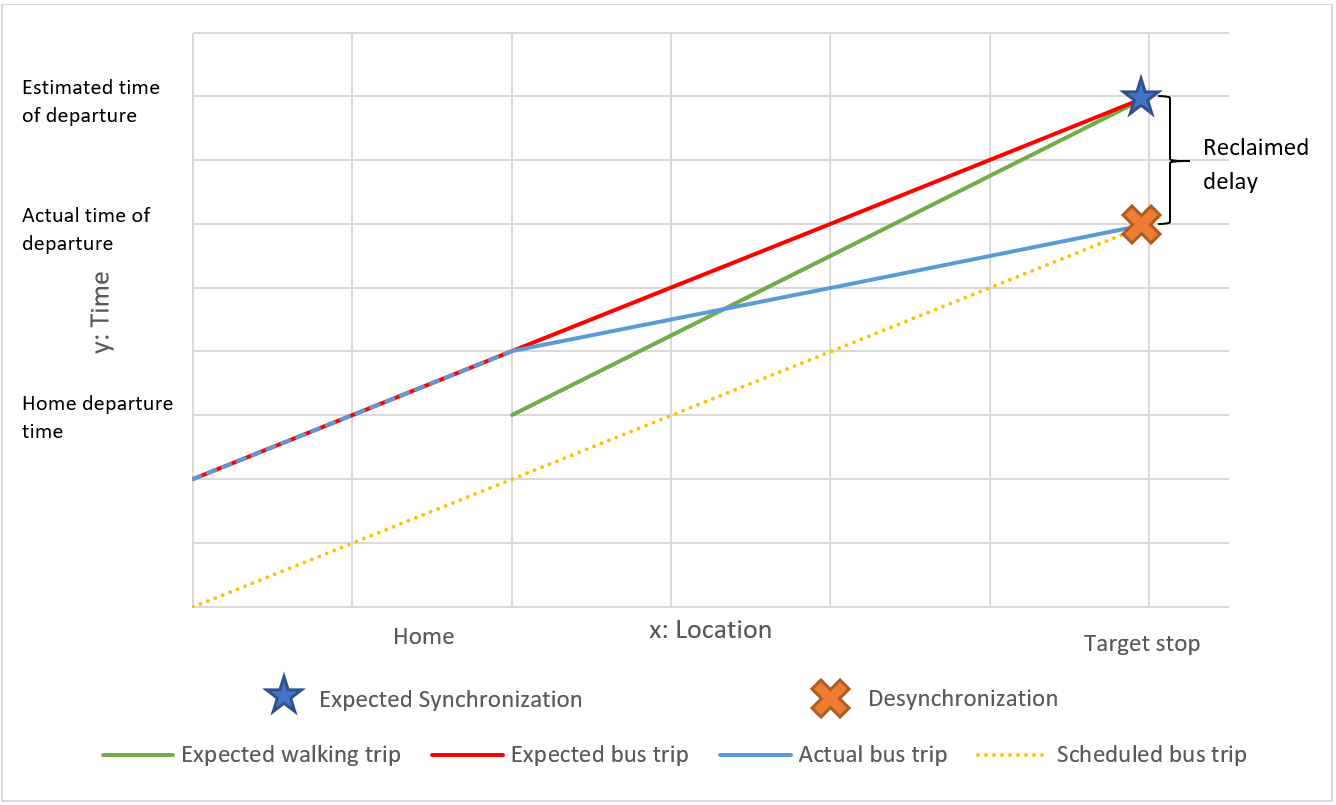 Estimated time
of departure
Reclaimed
delay
Actual time of
departure
y: Time
Home departure
time
Home
x: Location
Target stop
Expected Synchronization
Desynchronization
Expected walking trip
Expected bus trip
Actual bus trip
Scheduled bus trip